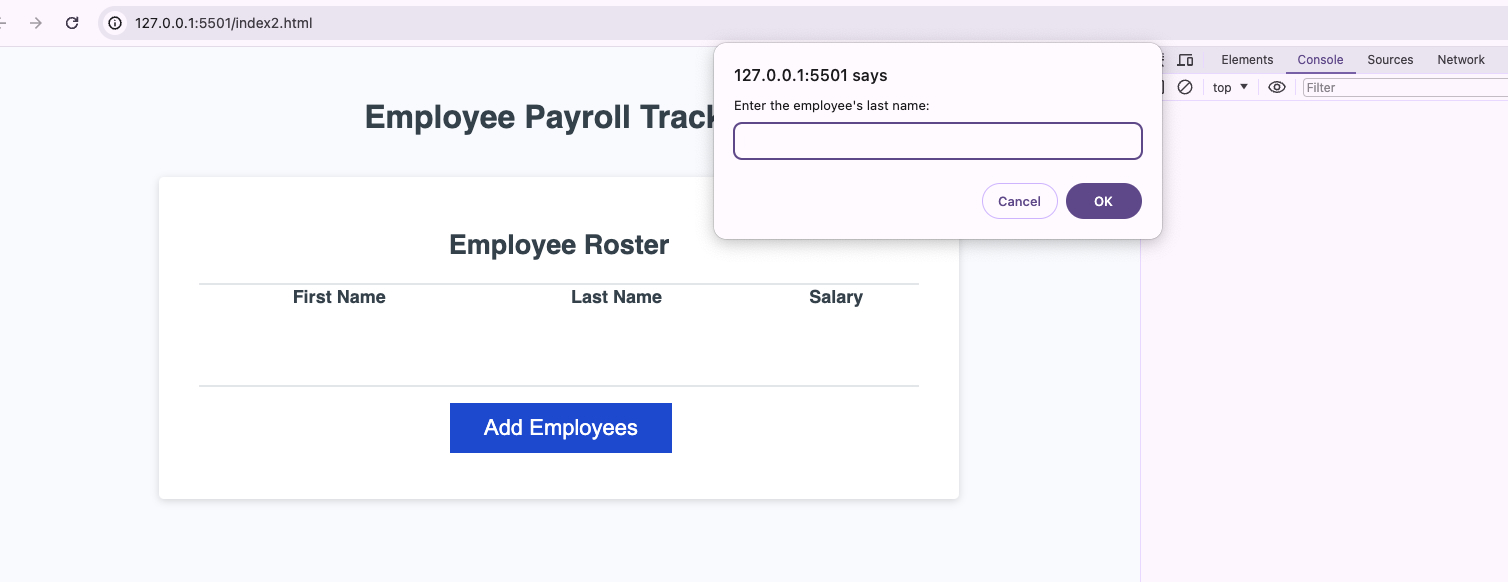 127.0.0.1:5501/index2.html
127.0.0.1:5501 says
Enter the employee's last name:
Cancel
OK
Elements
Console
Sources
Network
top
Filter
Employee Payroll Track
Employee Roster
First Name
Last Name
Salary
Add Employees